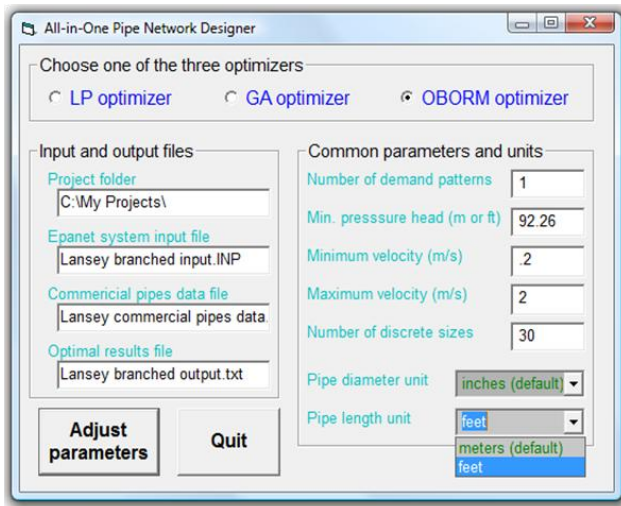 All-in-One Pipe Network Designer
Choose one of the three optimizers
LP optimizer GA optimizer OBORM optimizer
Input and output files
Project folder
C:\My Projects\
Epanet system input file
Lansey branched input.INP
Commericial pipes data file
Lansey commercial pipes data.
Optimal results file
Lansey branched output.txt
Adjust
parameters
Quit
Common parameters and units
Number of demand patterns 1
Min. presssure head (m or ft) 92.26
Minimum velocity (m/s) .2
Maximum velocity (m/s) 2
Number of discrete sizes 30
Pipe diameter unit inches (default)
Pipe length unit feet
meters (default)
feet